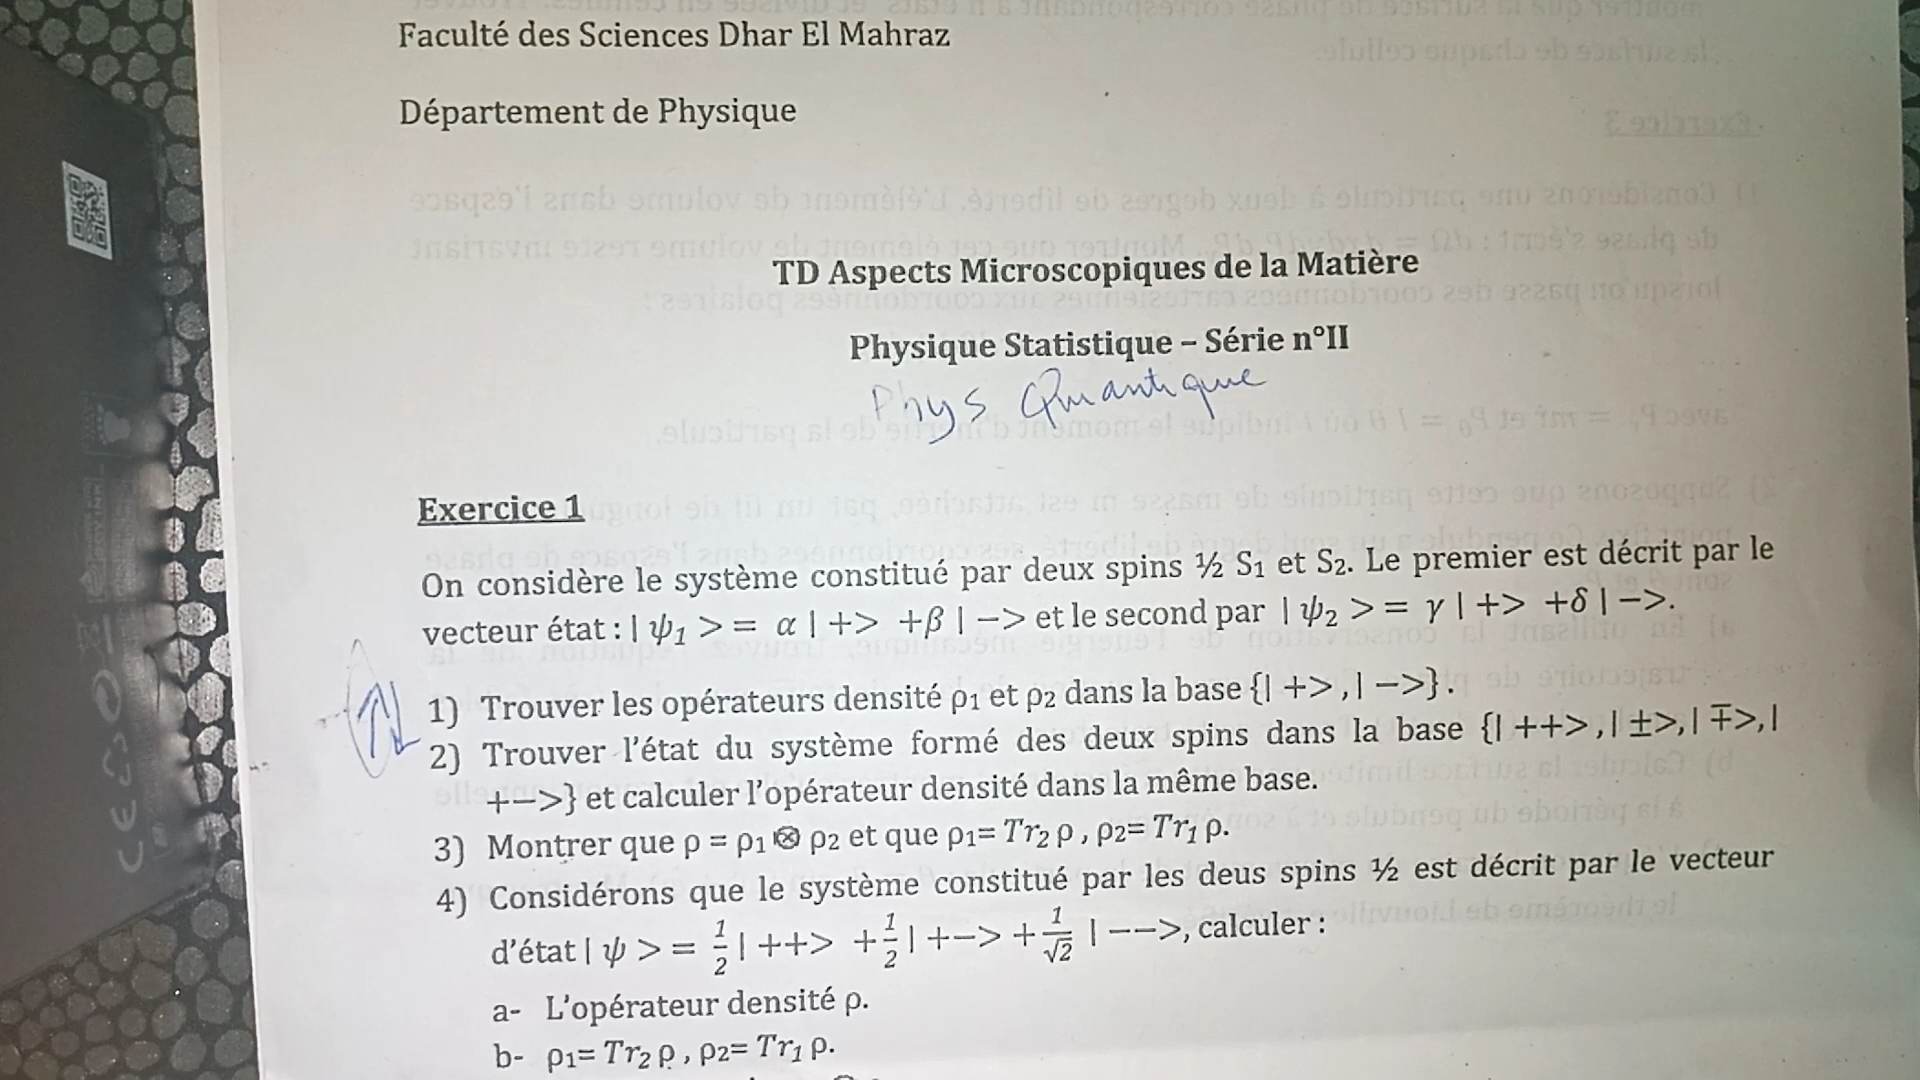 Faculté des Sciences Dhar El Mahraz
Département de Physique
TD Aspects Microscopiques de la Matière
Physique Statistique – Série n°II
Phys Quantique
Exercice 1
On considère le système constitué par deux spins ½ S₁ et S₂. Le premier est décrit par le
vecteur état : | ψ₁ > = α | +> +β | −> et le second par | ψ₂ > = γ | +> +δ | −>.
1) Trouver les opérateurs densité ρ₁ et ρ₂ dans la base {| +> ,| −>} .
2) Trouver l'état du système formé des deux spins dans la base {| ++> ,| ±>,| ∓>,|
+−>} et calculer l'opérateur densité dans la même base.
3) Montrer que ρ = ρ₁ ⊗ ρ₂ et que ρ₁= Tr₂ ρ , ρ₂= Tr₁ ρ.
4) Considérons que le système constitué par les deus spins ½ est décrit par le vecteur
d'état | ψ > = 1/2 | ++> + 1/2 | +−> + 1/√2 | −−>, calculer :
a- L'opérateur densité ρ.
b- ρ₁= Tr₂ ρ , ρ₂= Tr₁ ρ.